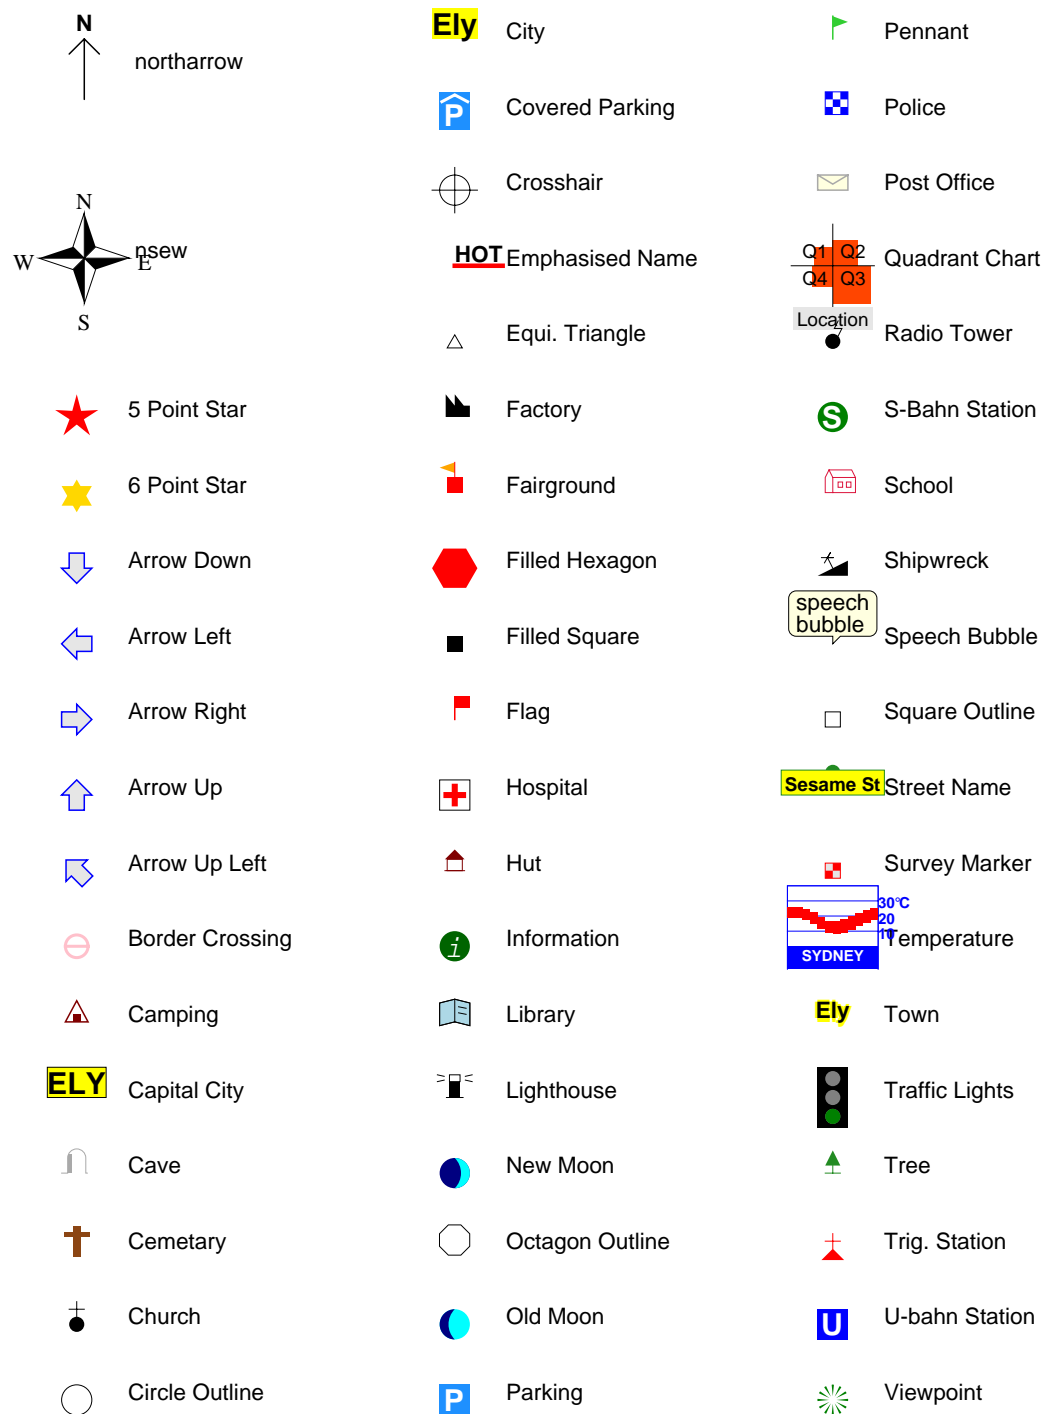 N
northarrow
N
W
nsew
E
S
5 Point Star
6 Point Star
Arrow Down
Arrow Left
Arrow Right
Arrow Up
Arrow Up Left
Border Crossing
Camping
ELY Capital City
Cave
Cemetary
Church
Circle Outline
Ely City
P Covered Parking
Crosshair
HOT Emphasised Name
Equi. Triangle
Factory
Fairground
Filled Hexagon
Filled Square
Flag
Hospital
Hut
i Information
Library
Lighthouse
New Moon
Octagon Outline
Old Moon
P Parking
Pennant
Police
Post Office
Q1 Q2
Quadrant Chart
Q4 Q3
Location
Radio Tower
S S-Bahn Station
School
Shipwreck
speech
bubble
Speech Bubble
Square Outline
Sesame St Street Name
Survey Marker
30°C
20
10
Temperature
SYDNEY
Ely Town
Traffic Lights
Tree
Trig. Station
U U-bahn Station
Viewpoint